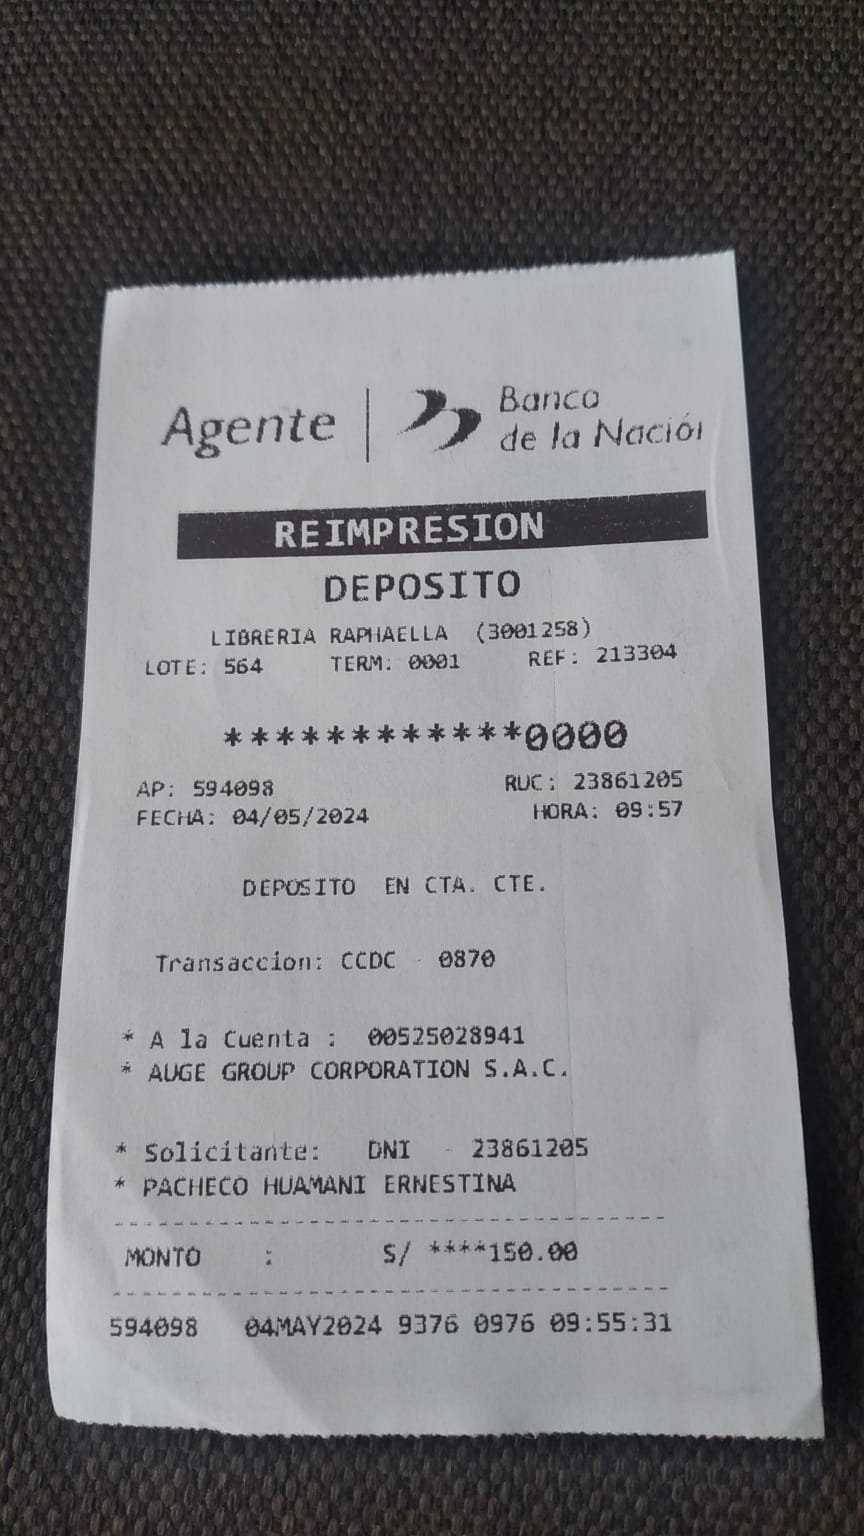 Agente
Banco
de la Nación
REIMPRESION
DEPOSITO
LIBRERIA RAPHAELLA (3001258)
LOTE: 564 TERM: 0001 REF: 213304
************0000
AP: 594098 RUC: 23861205
FECHA: 04/05/2024 HORA: 09:57
DEPOSITO EN CTA. CTE.
Transaccion: CCDC - 0870
* A la Cuenta : 00525028941
* AUGE GROUP CORPORATION S.A.C.
* Solicitante: DNI - 23861205
* PACHECO HUAMANI ERNESTINA
MONTO : S/ ****150.00
594098 04MAY2024 9376 0976 09:55:31